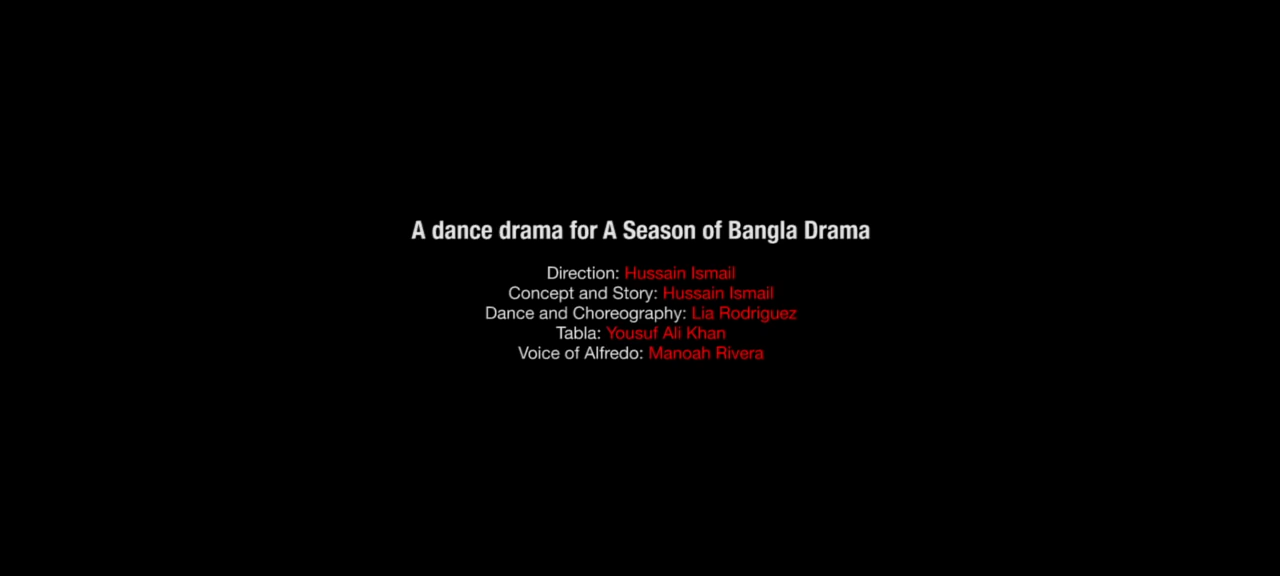 A dance drama for A Season of Bangla Drama
Direction: Hussain Ismail
Concept and Story: Hussain Ismail
Dance and Choreography: Lia Rodriguez
Tabla: Yousuf Ali Khan
Voice of Alfredo: Manoah Rivera